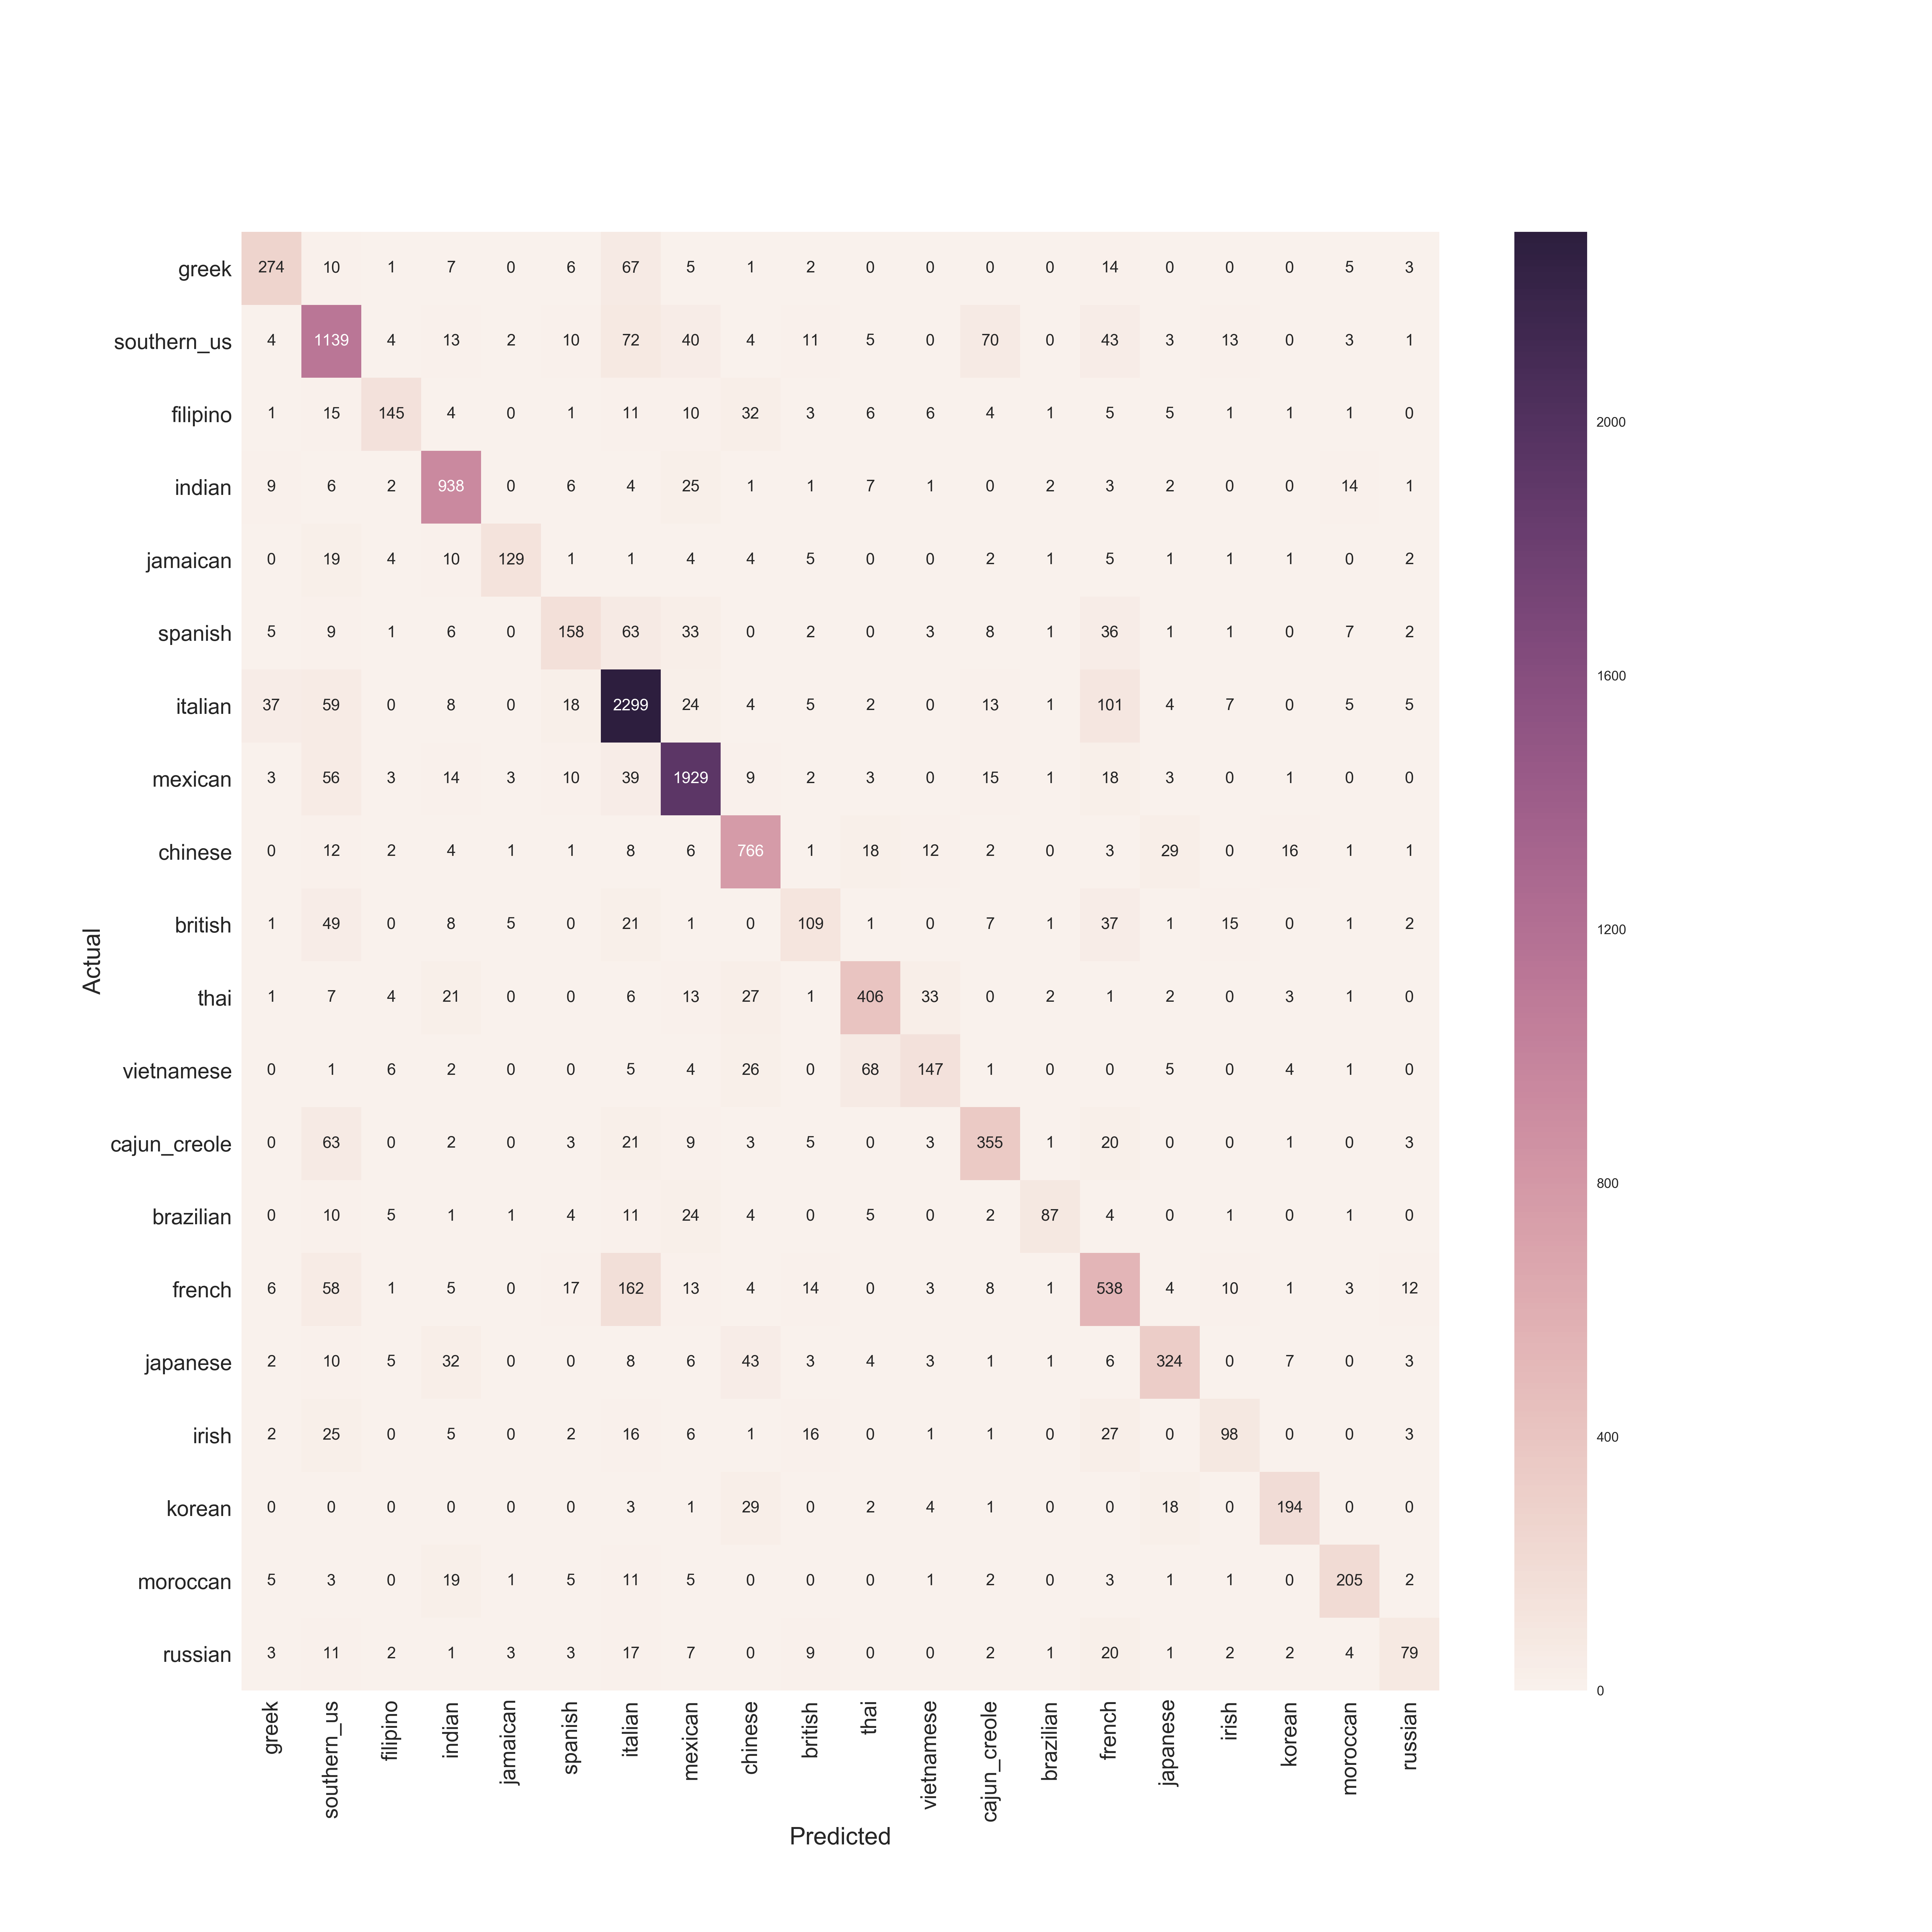 greek 274 10 1 7 0 6 67 5 1 2 0 0 0 0 14 0 0 0 5 3
southern_us 4 1139 4 13 2 10 72 40 4 11 5 0 70 0 43 3 13 0 3 1
filipino 1 15 145 4 0 1 11 10 32 3 6 6 4 1 5 5 1 1 1 0
2000
indian 9 6 2 938 0 6 4 25 1 1 7 1 0 2 3 2 0 0 14 1
jamaican 0 19 4 10 129 1 1 4 4 5 0 0 2 1 5 1 1 1 0 2
spanish 5 9 1 6 0 158 63 33 0 2 0 3 8 1 36 1 1 0 7 2
1600
italian 37 59 0 8 0 18 2299 24 4 5 2 0 13 1 101 4 7 0 5 5
mexican 3 56 3 14 3 10 39 1929 9 2 3 0 15 1 18 3 0 1 0 0
chinese 0 12 2 4 1 1 8 6 766 1 18 12 2 0 3 29 0 16 1 1
british 1 49 0 8 5 0 21 1 0 109 1 0 7 1 37 1 15 0 1 2
1200
Actual
thai 1 7 4 21 0 0 6 13 27 1 406 33 0 2 1 2 0 3 1 0
vietnamese 0 1 6 2 0 0 5 4 26 0 68 147 1 0 0 5 0 4 1 0
cajun_creole 0 63 0 2 0 3 21 9 3 5 0 3 355 1 20 0 0 1 0 3
800
brazilian 0 10 5 1 1 4 11 24 4 0 5 0 2 87 4 0 1 0 1 0
french 6 58 1 5 0 17 162 13 4 14 0 3 8 1 538 4 10 1 3 12
japanese 2 10 5 32 0 0 8 6 43 3 4 3 1 1 6 324 0 7 0 3
400
irish 2 25 0 5 0 2 16 6 1 16 0 1 1 0 27 0 98 0 0 3
korean 0 0 0 0 0 0 3 1 29 0 2 4 1 0 0 18 0 194 0 0
moroccan 5 3 0 19 1 5 11 5 0 0 0 1 2 0 3 1 1 0 205 2
russian 3 11 2 1 3 3 17 7 0 9 0 0 2 1 20 1 2 2 4 79
0
greek southern_us filipino indian jamaican spanish italian mexican chinese british thai vietnamese cajun_creole brazilian french japanese irish korean moroccan russian
Predicted